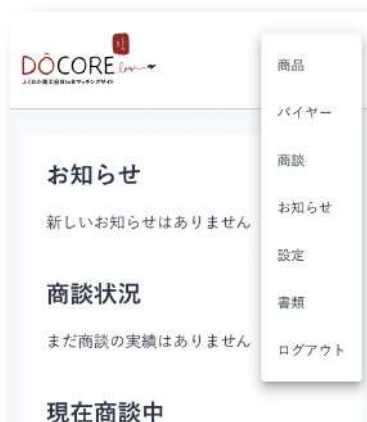 DÔCORE
商品
バイヤー
商談
お知らせ
設定
書類
ログアウト
お知らせ
新しいお知らせはありません
商談状況
まだ商談の実績はありません
現在商談中